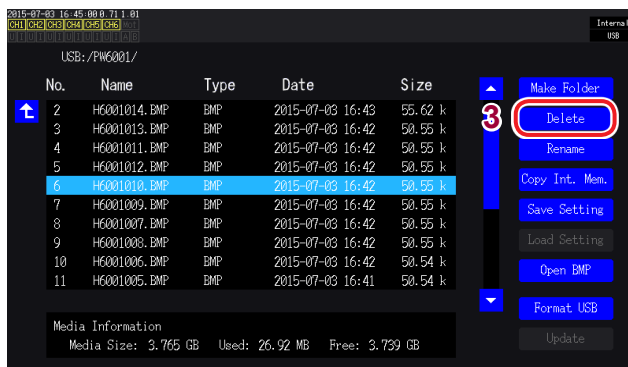 2015-07-03 16:45:00 0.71 1.01
CH1 CH2 CH3 CH4 CH5 CH6 Mot
U I U I U I U I U I U I A B
Internal
USB
USB:/PW6001/
No. Name Type Date Size
2 H6001014.BMP BMP 2015-07-03 16:43 55.62 k
3 H6001013.BMP BMP 2015-07-03 16:42 50.55 k
4 H6001011.BMP BMP 2015-07-03 16:42 50.55 k
5 H6001012.BMP BMP 2015-07-03 16:42 50.55 k
6 H6001010.BMP BMP 2015-07-03 16:42 50.55 k
7 H6001009.BMP BMP 2015-07-03 16:42 50.55 k
8 H6001007.BMP BMP 2015-07-03 16:42 50.55 k
9 H6001008.BMP BMP 2015-07-03 16:42 50.55 k
10 H6001006.BMP BMP 2015-07-03 16:42 50.54 k
11 H6001005.BMP BMP 2015-07-03 16:41 50.54 k
3
Make Folder
Delete
Rename
Copy Int. Mem.
Save Setting
Load Setting
Open BMP
Format USB
Update
Media Information
Media Size: 3.765 GB Used: 26.92 MB Free: 3.739 GB